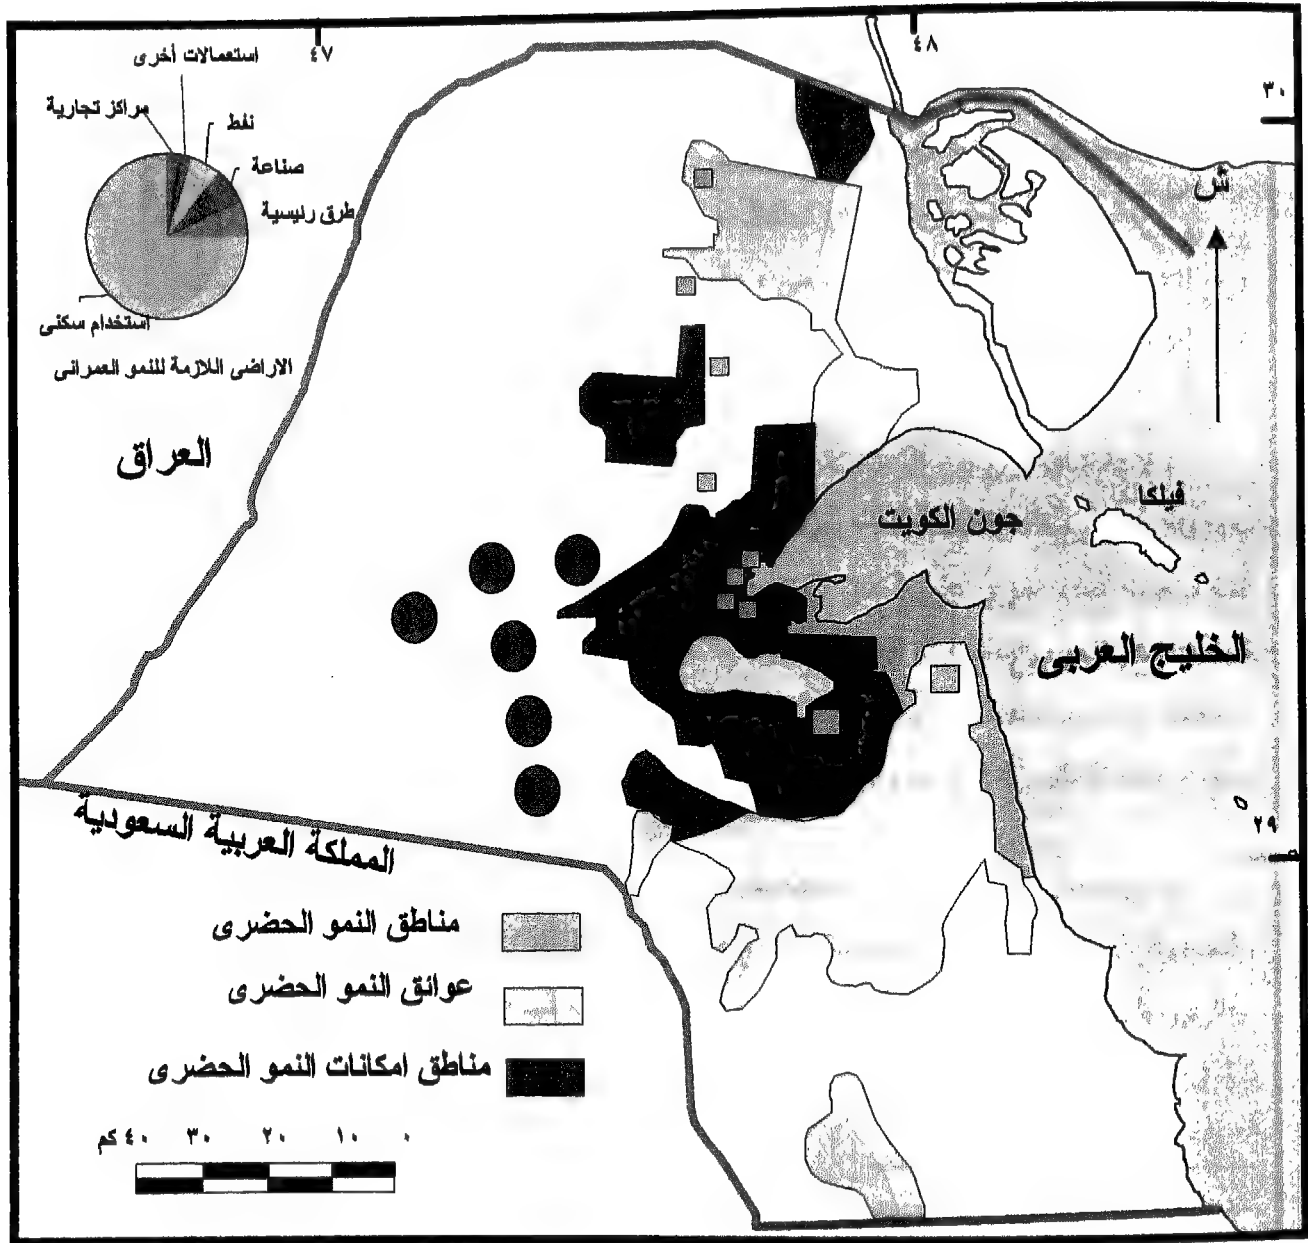 ٤٧
٤٨
استعمالات أخرى
مراكز تجارية
نفط
صناعة
طرق رئيسية
استخدام سكنى
الاراضى اللازمة للنمو العمرانى
٣٠
ش
العراق
فيلكا
جون الكويت
الخليج العربى
٢٩
المملكة العربية السعودية
مناطق النمو الحضرى
عوائق النمو الحضرى
مناطق امكانات النمو الحضرى
٠ ١٠ ٢٠ ٣٠ ٤٠ كم